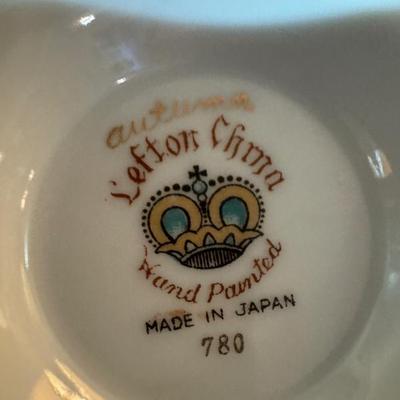 autumn
Lefton China
Hand Painted
MADE IN JAPAN
780